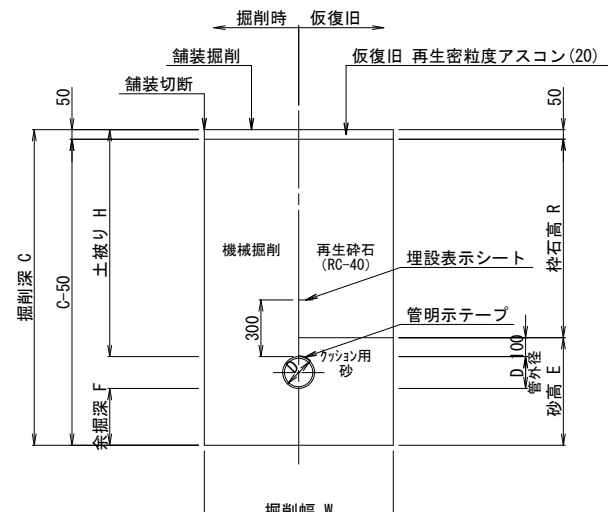 掘削時 仮復旧
舗装掘削
仮復旧 再生密粒度アスコン(20)
舗装切断
50
50
掘削深 C
C-50
土被り H
機械掘削
再生砕石
(RC-40)
埋設表示シート
枠石高 R
300
管明示テープ
クッション用
砂
D
100
D
管外径
砂高 E
余掘深 F
掘削幅 W